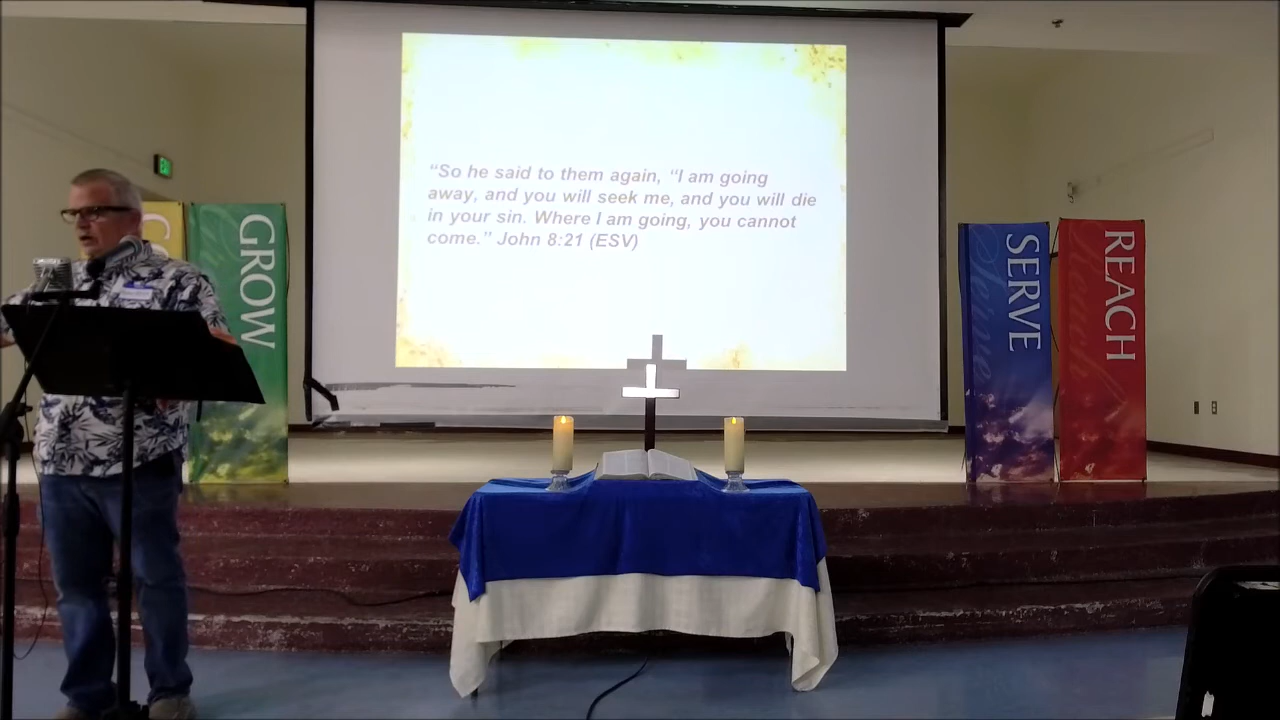 “So he said to them again, “I am going
away, and you will seek me, and you will die
in your sin. Where I am going, you cannot
come.” John 8:21 (ESV)
GROW
SERVE
REACH